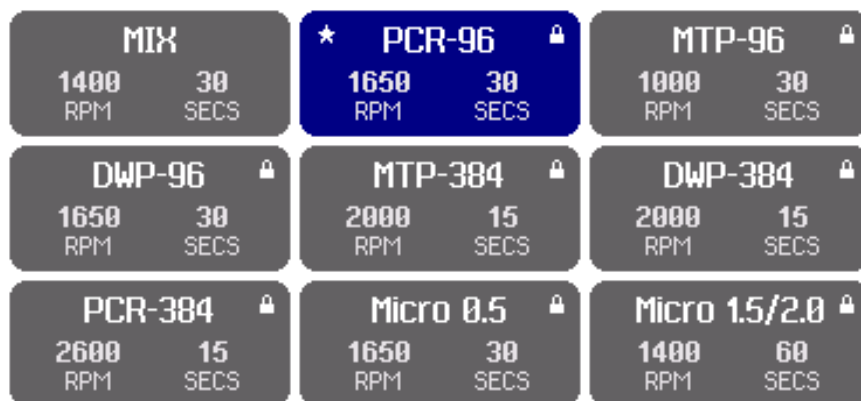 MIX PCR-96 MTP-96
1400 30 1650 30 1000 30
RPM SECS RPM SECS RPM SECS
DWP-96 MTP-384 DWP-384
1650 30 2000 15 2000 15
RPM SECS RPM SECS RPM SECS
PCR-384 Micro 0.5 Micro 1.5/2.0
2600 15 1650 30 1400 60
RPM SECS RPM SECS RPM SECS